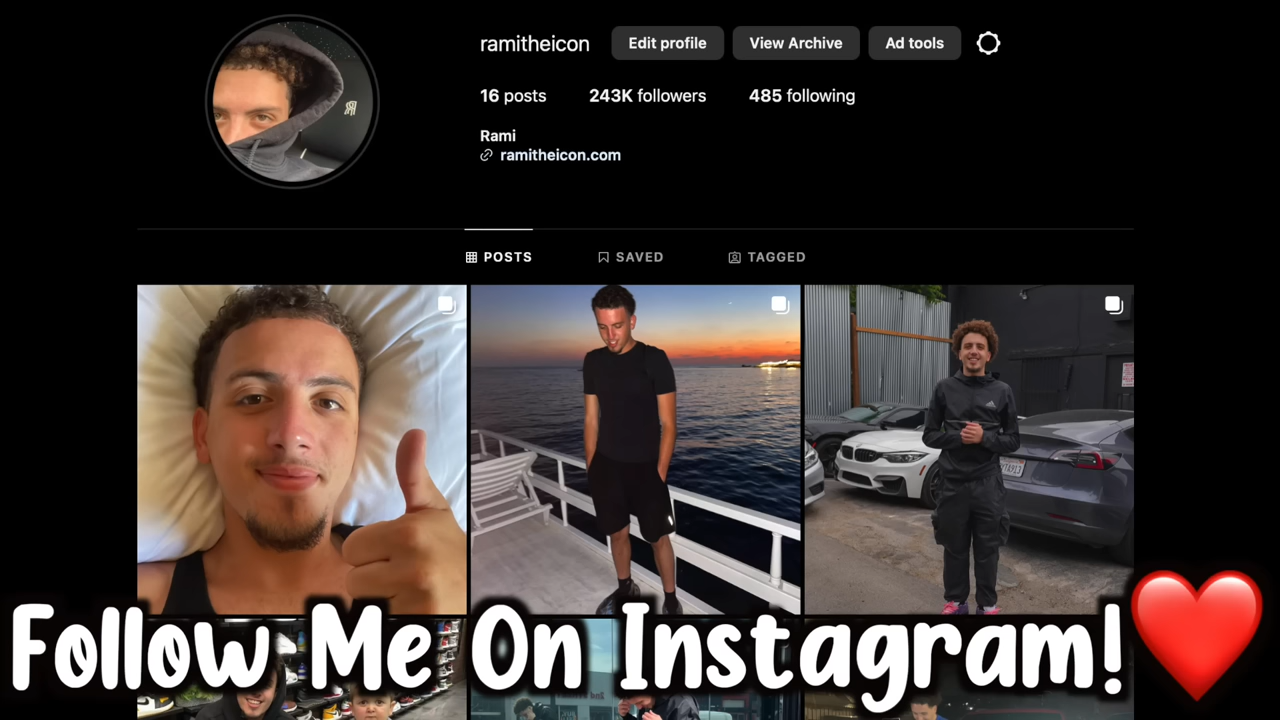 ramitheicon Edit profile View Archive Ad tools
16 posts 243K followers 485 following
Rami
ramitheicon.com
POSTS SAVED TAGGED
Follow Me On Instagram!